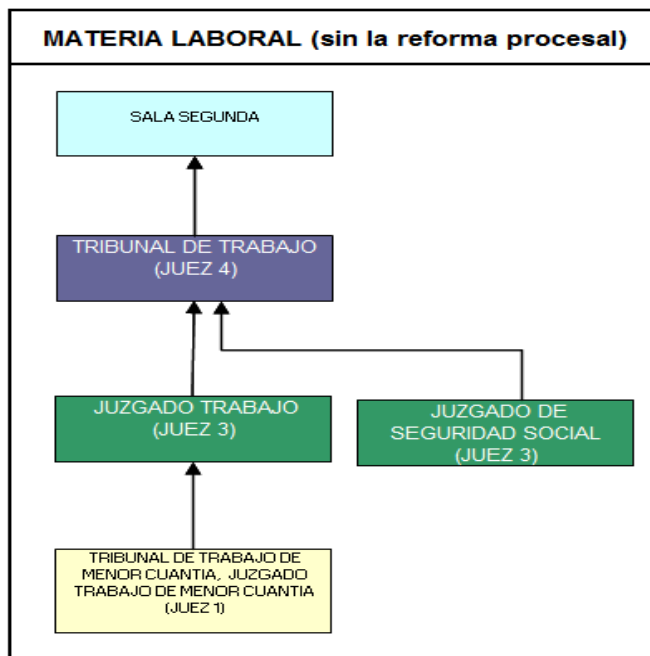 MATERIA LABORAL (sin la reforma procesal)
SALA SEGUNDA
TRIBUNAL DE TRABAJO
(JUEZ 4)
JUZGADO TRABAJO
(JUEZ 3)
JUZGADO DE
SEGURIDAD SOCIAL
(JUEZ 3)
TRIBUNAL DE TRABAJO DE
MENOR CUANTIA, JUZGADO
TRABAJO DE MENOR CUANTIA
(JUEZ 1)